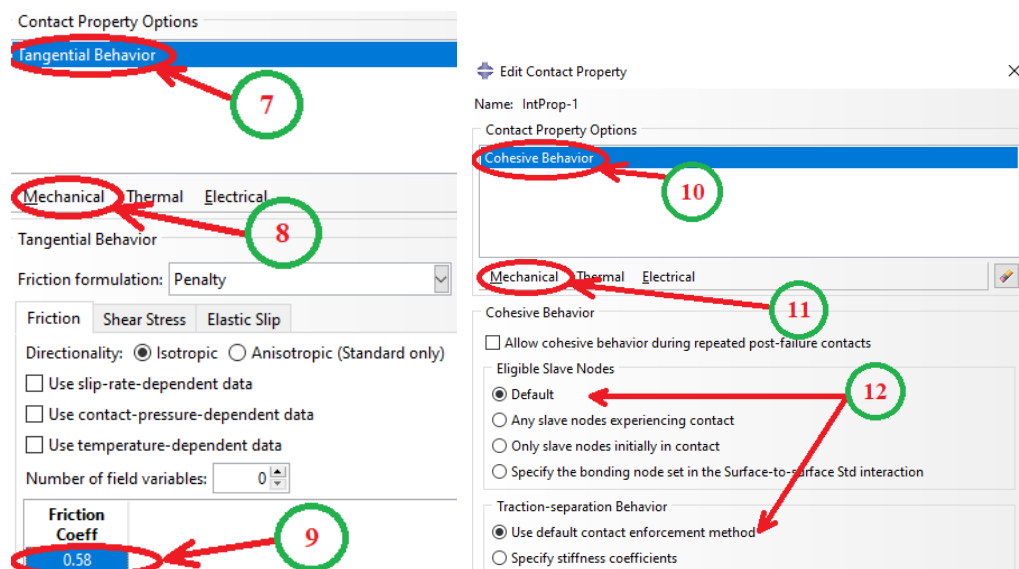 Contact Property Options
Tangential Behavior
7
Mechanical Thermal Electrical
8
Tangential Behavior
Friction formulation: Penalty
Friction Shear Stress Elastic Slip
Directionality: Isotropic Anisotropic (Standard only)
Use slip-rate-dependent data
Use contact-pressure-dependent data
Use temperature-dependent data
Number of field variables: 0
Friction
Coeff
9
0.58
Edit Contact Property
Name: IntProp-1
Contact Property Options
Cohesive Behavior
10
Mechanical Thermal Electrical
11
Cohesive Behavior
Allow cohesive behavior during repeated post-failure contacts
Eligible Slave Nodes
Default
12
Any slave nodes experiencing contact
Only slave nodes initially in contact
Specify the bonding node set in the Surface-to-surface Std interaction
Traction-separation Behavior
Use default contact enforcement method
Specify stiffness coefficients